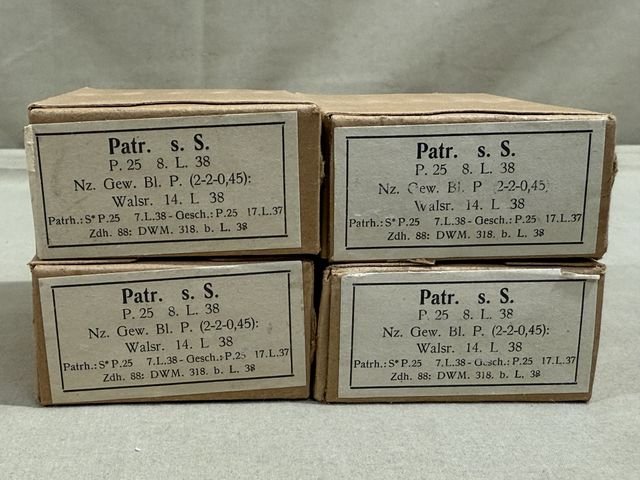 Patr. s. S.
P. 25 8. L. 38
Nz. Gew. Bl. P. (2-2-0,45):
Walsr. 14. L 38
Patrh.: S* P.25 7.L.38 - Gesch.: P.25 17.L.37
Zdh. 88: DWM. 318. b. L. 38
Patr. s. S.
P. 25 8. L. 38
Nz. Gew. Bl. P (2-2-0,45)
Walsr. 14. L 38
Patrh.: S* P.25 7.L.38 - Gesch.: P.25 17.L.37
Zdh. 88: DWM. 318. b. L. 38
Patr. s. S.
P. 25 8. L. 38
Nz. Gew. Bl. P. (2-2-0,45):
Walsr. 14. L 38
Patrh.: S* P.25 7.L.38 - Gesch.: P.25 17.L.37
Zdh. 88: DWM. 318. b. L. 38
Patr. s. S.
P. 25 8. L. 38
Nz. Gew. Bl. P. (2-2-0,45):
Walsr. 14. L 38
Patrh.: S* P.25 7.L.38 - Gesch.: P.25 17.L.37
Zdh. 88: DWM. 318. b. L. 38